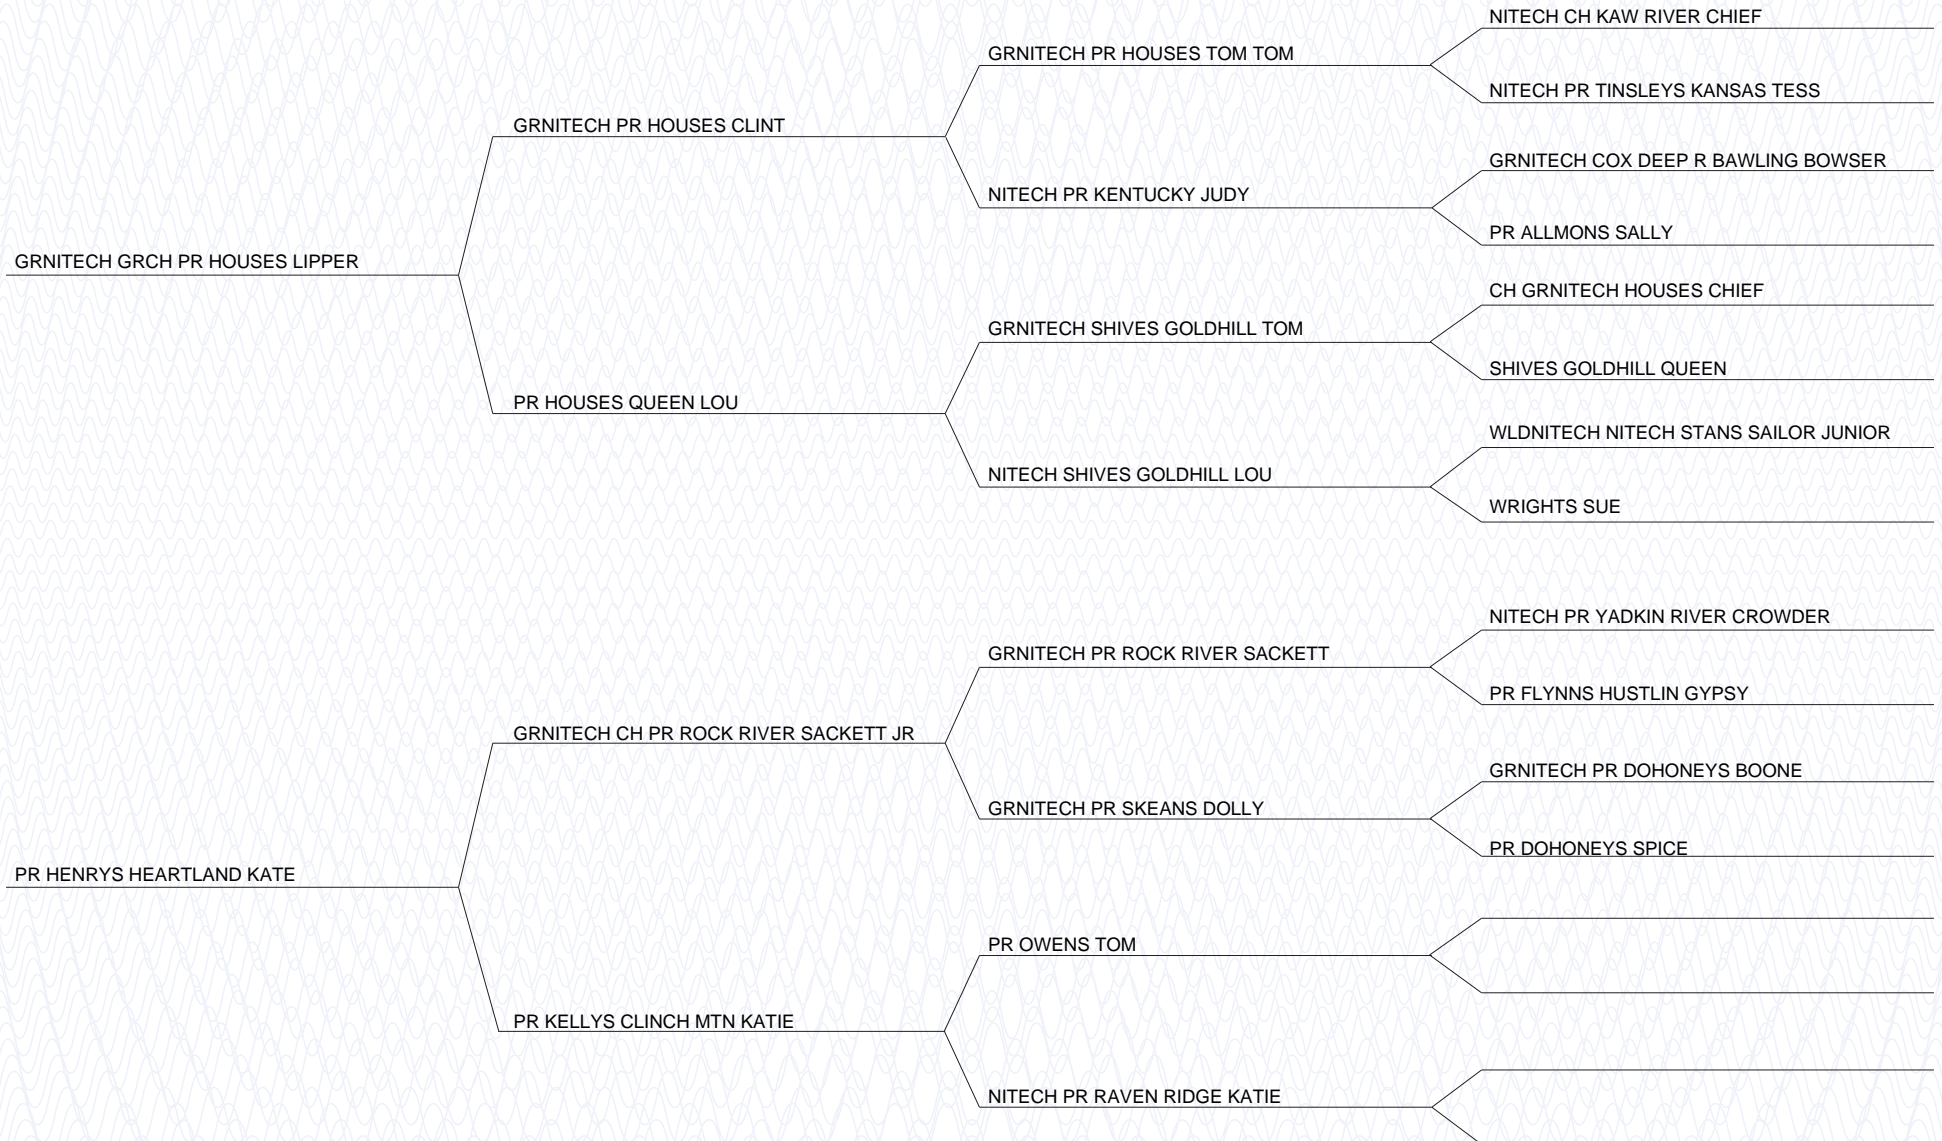 NITECH CH KAW RIVER CHIEF
GRNITECH PR HOUSES TOM TOM
NITECH PR TINSLEYS KANSAS TESS
GRNITECH PR HOUSES CLINT
GRNITECH COX DEEP R BAWLING BOWSER
NITECH PR KENTUCKY JUDY
PR ALLMONS SALLY
GRNITECH GRCH PR HOUSES LIPPER
CH GRNITECH HOUSES CHIEF
GRNITECH SHIVES GOLDHILL TOM
SHIVES GOLDHILL QUEEN
PR HOUSES QUEEN LOU
WLDNITECH NITECH STANS SAILOR JUNIOR
NITECH SHIVES GOLDHILL LOU
WRIGHTS SUE
NITECH PR YADKIN RIVER CROWDER
GRNITECH PR ROCK RIVER SACKETT
PR FLYNNS HUSTLIN GYPSY
GRNITECH CH PR ROCK RIVER SACKETT JR
GRNITECH PR DOHONEYS BOONE
GRNITECH PR SKEANS DOLLY
PR DOHONEYS SPICE
PR HENRYS HEARTLAND KATE
PR OWENS TOM
PR KELLYS CLINCH MTN KATIE
NITECH PR RAVEN RIDGE KATIE